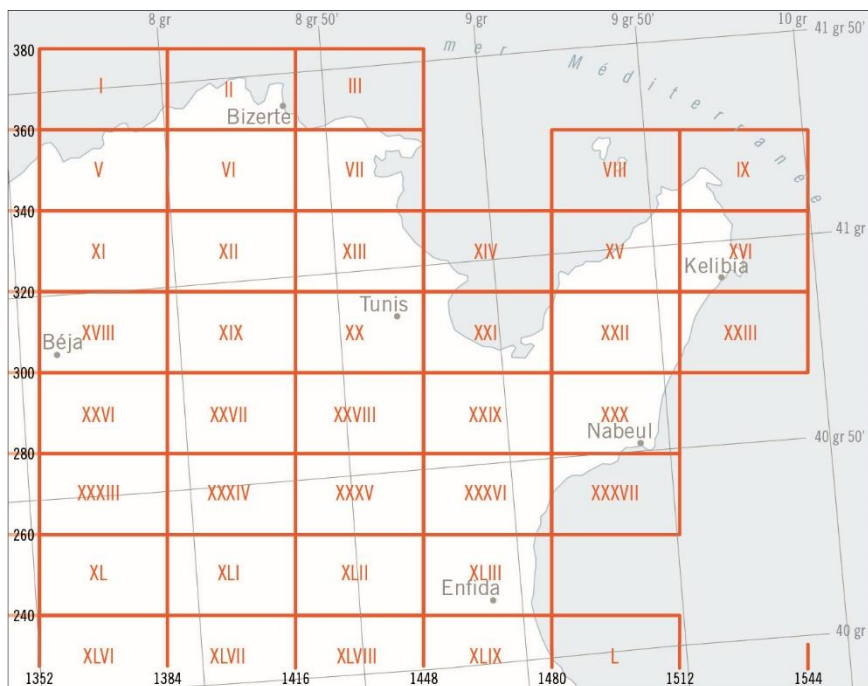 8 gr 8 gr 50' 9 gr 9 gr 50' 10 gr
41 gr 50'
380
mer Méditerranée
I II III
Bizerte
360
V VI VII VIII IX
340
41 gr
XI XII XIII XIV XV XVI
Kelibia
320
Tunis
XVIII XIX XX XXI XXII XXIII
Béja
300
XXVI XXVII XXVIII XXIX XXX
Nabeul
40 gr 50'
280
XXXIII XXXIV XXXV XXXVI XXXVII
260
XL XLI XLII XLIII
Enfida
240
40 gr
XLVI XLVII XLVIII XLIX L
1352 1384 1416 1448 1480 1512 1544